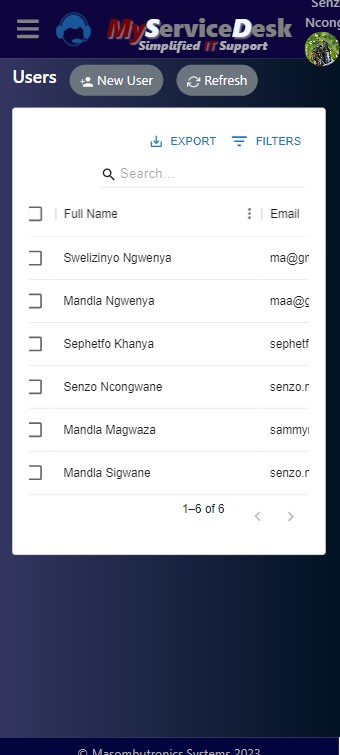 Senz
MyServiceDesk
Ncong
Simplified IT Support
Users
New User
Refresh
EXPORT
FILTERS
Search...
Full Name
Email
Swelizinyo Ngwenya
ma@gr
Mandla Ngwenya
maa@g
Sephetfo Khanya
sephetf
Senzo Ncongwane
senzo.r
Mandla Magwaza
sammy
Mandla Sigwane
senzo.r
1–6 of 6
© Masombutronics Systems 2023